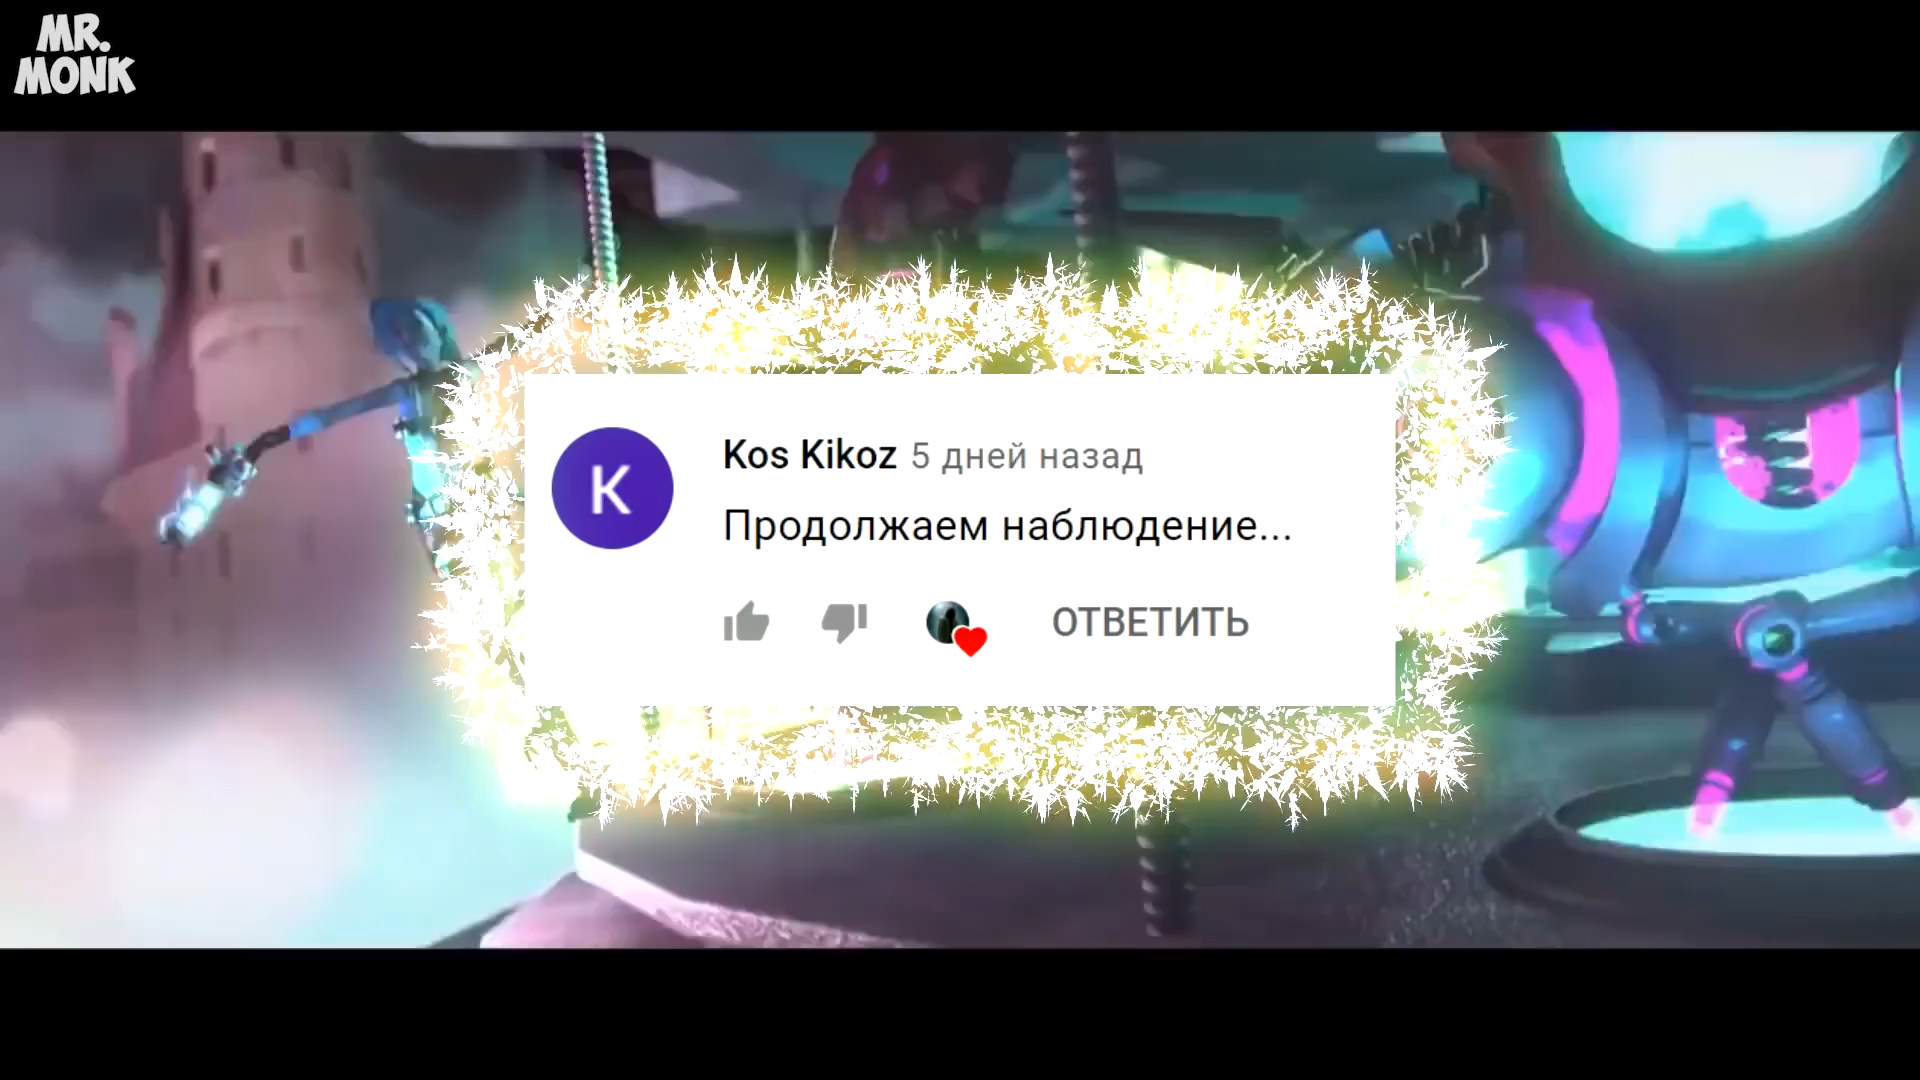 MR.
MONK
Kos Kikoz 5 дней назад
K
Продолжаем наблюдение...
ОТВЕТИТЬ